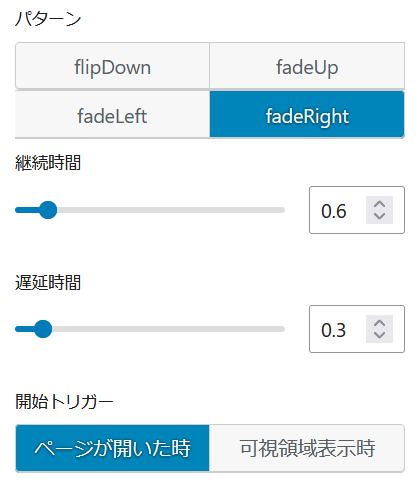 パターン
flipDown fadeUp
fadeLeft fadeRight
継続時間
0.6
遅延時間
0.3
開始トリガー
ページが開いた時 可視領域表示時